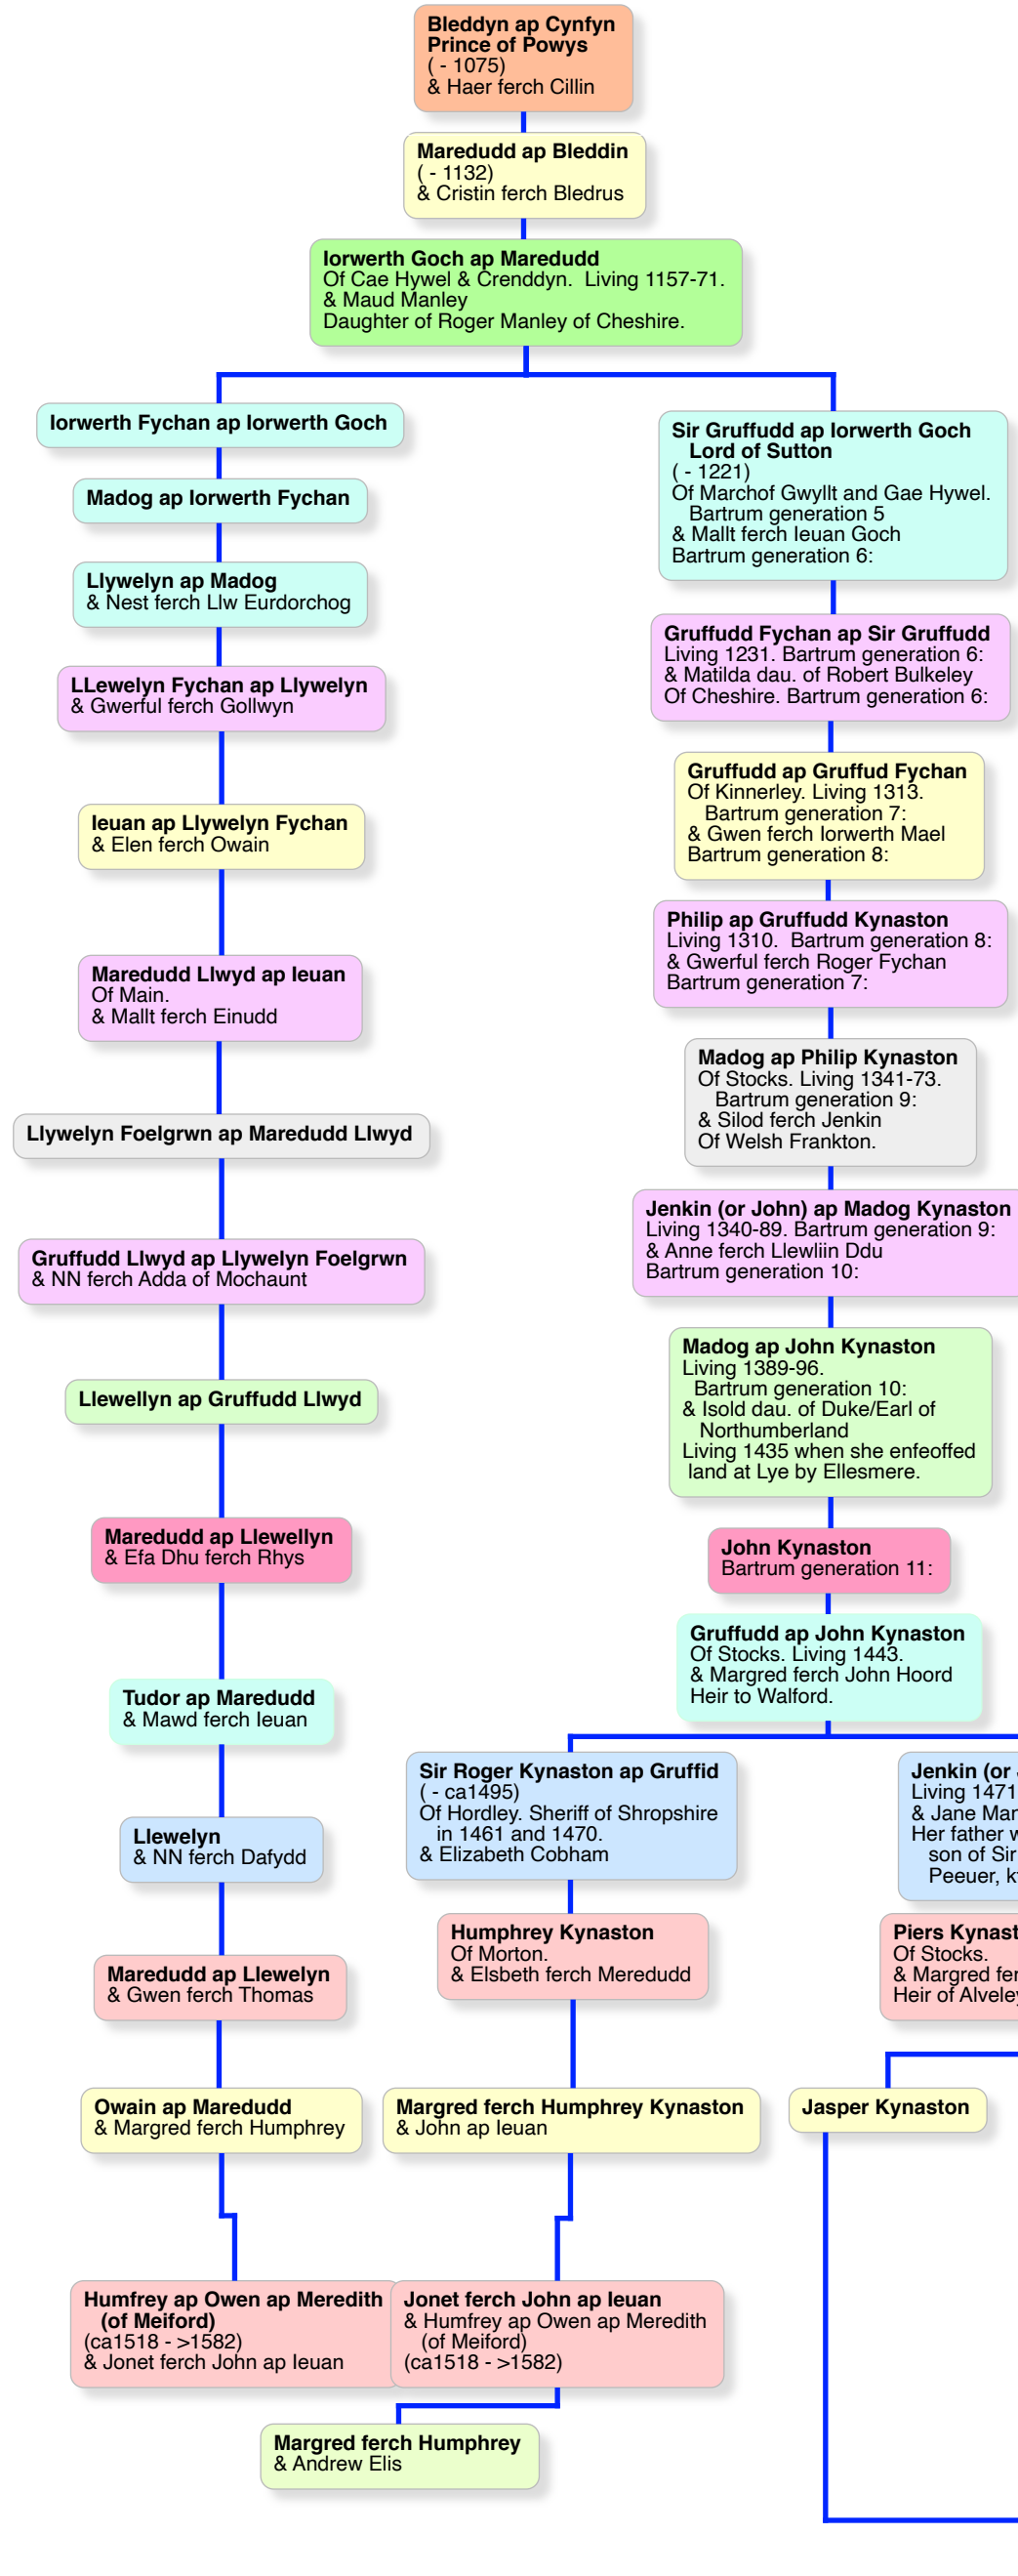 Bleddyn ap Cynfyn
Prince of Powys
( - 1075)
& Haer ferch Cillin
Maredudd ap Bleddin
( - 1132)
& Cristin ferch Bledrus
Iorwerth Goch ap Maredudd
Of Cae Hywel & Crenddyn.  Living 1157-71.
& Maud Manley
Daughter of Roger Manley of Cheshire.
Iorwerth Fychan ap Iorwerth Goch
Madog ap Iorwerth Fychan
Llywelyn ap Madog
& Nest ferch Llw Eurdorchog
LLewelyn Fychan ap Llywelyn
& Gwerful ferch Gollwyn
Ieuan ap Llywelyn Fychan
& Elen ferch Owain
Maredudd Llwyd ap Ieuan
Of Main.
& Mallt ferch Einudd
Llywelyn Foelgrwn ap Maredudd Llwyd
Gruffudd Llwyd ap Llywelyn Foelgrwn
& NN ferch Adda of Mochaunt
Llewellyn ap Gruffudd Llwyd
Maredudd ap Llewellyn
& Efa Dhu ferch Rhys
Tudor ap Maredudd
& Mawd ferch Ieuan
Llewelyn
& NN ferch Dafydd
Maredudd ap Llewelyn
& Gwen ferch Thomas
Owain ap Maredudd
& Margred ferch Humphrey
Humfrey ap Owen ap Meredith
(of Meiford)
(ca1518 - >1582)
& Jonet ferch John ap Ieuan
Sir Gruffudd ap Iorwerth Goch
Lord of Sutton
( - 1221)
Of Marchof Gwyllt and Gae Hywel.
Bartrum generation 5
& Mallt ferch Ieuan Goch
Bartrum generation 6:
Gruffudd Fychan ap Sir Gruffudd
Living 1231. Bartrum generation 6:
& Matilda dau. of Robert Bulkeley
Of Cheshire. Bartrum generation 6:
Gruffudd ap Gruffud Fychan
Of Kinnerley. Living 1313.
Bartrum generation 7:
& Gwen ferch Iorwerth Mael
Bartrum generation 8:
Philip ap Gruffudd Kynaston
Living 1310.  Bartrum generation 8:
& Gwerful ferch Roger Fychan
Bartrum generation 7:
Madog ap Philip Kynaston
Of Stocks. Living 1341-73.
Bartrum generation 9:
& Silod ferch Jenkin
Of Welsh Frankton.
Jenkin (or John) ap Madog Kynaston
Living 1340-89. Bartrum generation 9:
& Anne ferch Llewliin Ddu
Bartrum generation 10:
Madog ap John Kynaston
Living 1389-96.
Bartrum generation 10:
& Isold dau. of Duke/Earl of
Northumberland
Living 1435 when she enfeoffed
land at Lye by Ellesmere.
John Kynaston
Bartrum generation 11:
Gruffudd ap John Kynaston
Of Stocks. Living 1443.
& Margred ferch John Hoord
Heir to Walford.
Sir Roger Kynaston ap Gruffid
( - ca1495)
Of Hordley. Sheriff of Shropshire
in 1461 and 1470.
& Elizabeth Cobham
Humphrey Kynaston
Of Morton.
& Elsbeth ferch Meredudd
Margred ferch Humphrey Kynaston
& John ap Ieuan
Jonet ferch John ap Ieuan
& Humfrey ap Owen ap Meredith
(of Meiford)
(ca1518 - >1582)
Margred ferch Humphrey
& Andrew Elis
Jenkin (or
Living 1471
& Jane
Her father
son of Sir
Peeuer,
Piers
Of Stocks.
& Margred
Heir of
Jasper Kynaston